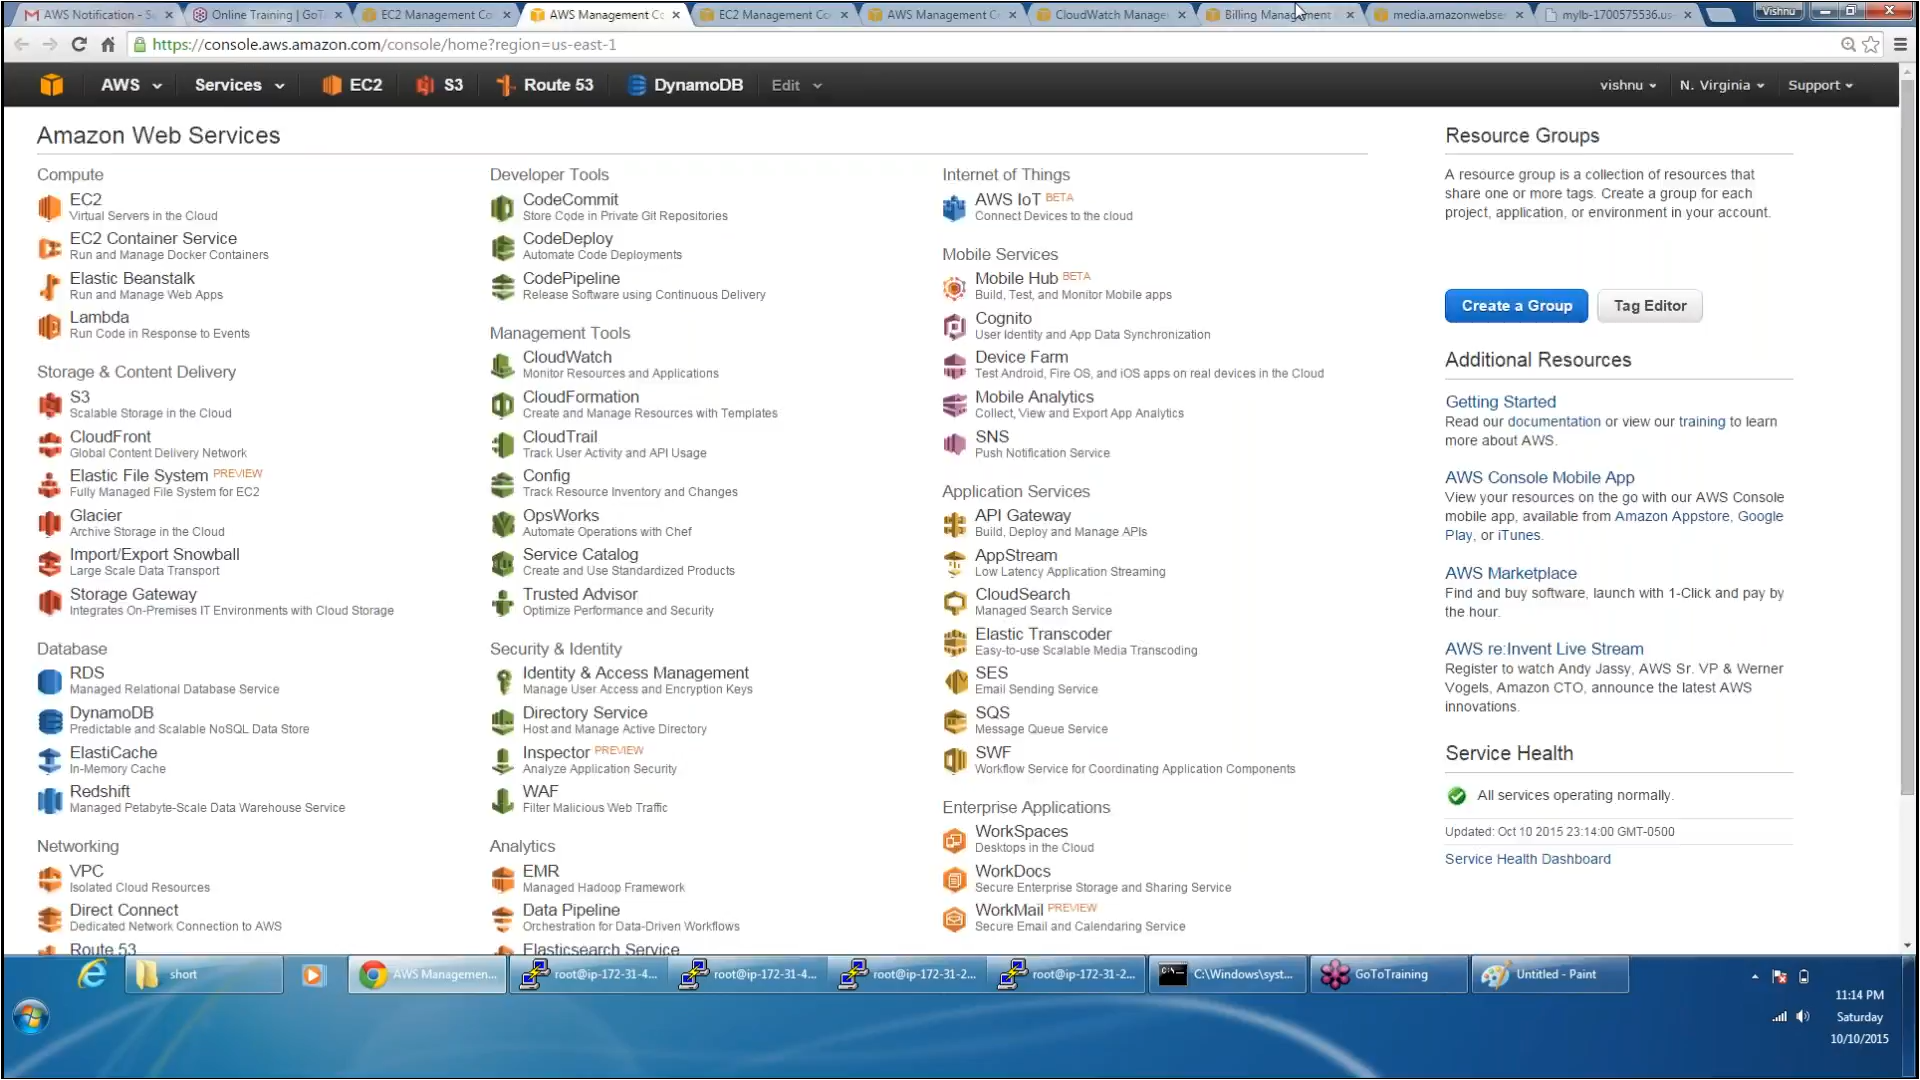 AWS Notification - S
Online Training | GoT
EC2 Management Co
AWS Management Co
EC2 Management Co
AWS Management C
CloudWatch Manage
Billing Management
media.amazonwebse
mylb-1700575536.us-
Vishnu
https://console.aws.amazon.com/console/home?region=us-east-1
AWS
Services
EC2
S3
Route 53
DynamoDB
Edit
vishnu
N. Virginia
Support
Amazon Web Services
Compute
EC2
Virtual Servers in the Cloud
EC2 Container Service
Run and Manage Docker Containers
Elastic Beanstalk
Run and Manage Web Apps
Lambda
Run Code in Response to Events
Storage & Content Delivery
S3
Scalable Storage in the Cloud
CloudFront
Global Content Delivery Network
Elastic File System PREVIEW
Fully Managed File System for EC2
Glacier
Archive Storage in the Cloud
Import/Export Snowball
Large Scale Data Transport
Storage Gateway
Integrates On-Premises IT Environments with Cloud Storage
Database
RDS
Managed Relational Database Service
DynamoDB
Predictable and Scalable NoSQL Data Store
ElastiCache
In-Memory Cache
Redshift
Managed Petabyte-Scale Data Warehouse Service
Networking
VPC
Isolated Cloud Resources
Direct Connect
Dedicated Network Connection to AWS
Route 53
Developer Tools
CodeCommit
Store Code in Private Git Repositories
CodeDeploy
Automate Code Deployments
CodePipeline
Release Software using Continuous Delivery
Management Tools
CloudWatch
Monitor Resources and Applications
CloudFormation
Create and Manage Resources with Templates
CloudTrail
Track User Activity and API Usage
Config
Track Resource Inventory and Changes
OpsWorks
Automate Operations with Chef
Service Catalog
Create and Use Standardized Products
Trusted Advisor
Optimize Performance and Security
Security & Identity
Identity & Access Management
Manage User Access and Encryption Keys
Directory Service
Host and Manage Active Directory
Inspector PREVIEW
Analyze Application Security
WAF
Filter Malicious Web Traffic
Analytics
EMR
Managed Hadoop Framework
Data Pipeline
Orchestration for Data-Driven Workflows
Elasticsearch Service
Internet of Things
AWS IoT BETA
Connect Devices to the cloud
Mobile Services
Mobile Hub BETA
Build, Test, and Monitor Mobile apps
Cognito
User Identity and App Data Synchronization
Device Farm
Test Android, Fire OS, and iOS apps on real devices in the Cloud
Mobile Analytics
Collect, View and Export App Analytics
SNS
Push Notification Service
Application Services
API Gateway
Build, Deploy and Manage APIs
AppStream
Low Latency Application Streaming
CloudSearch
Managed Search Service
Elastic Transcoder
Easy-to-use Scalable Media Transcoding
SES
Email Sending Service
SQS
Message Queue Service
SWF
Workflow Service for Coordinating Application Components
Enterprise Applications
WorkSpaces
Desktops in the Cloud
WorkDocs
Secure Enterprise Storage and Sharing Service
WorkMail PREVIEW
Secure Email and Calendaring Service
Resource Groups
A resource group is a collection of resources that
share one or more tags. Create a group for each
project, application, or environment in your account.
Create a Group
Tag Editor
Additional Resources
Getting Started
Read our documentation or view our training to learn
more about AWS.
AWS Console Mobile App
View your resources on the go with our AWS Console
mobile app, available from Amazon Appstore, Google
Play, or iTunes.
AWS Marketplace
Find and buy software, launch with 1-Click and pay by
the hour.
AWS re:Invent Live Stream
Register to watch Andy Jassy, AWS Sr. VP & Werner
Vogels, Amazon CTO, announce the latest AWS
innovations.
Service Health
All services operating normally.
Updated: Oct 10 2015 23:14:00 GMT-0500
Service Health Dashboard
short
AWS Managemen...
root@ip-172-31-4...
root@ip-172-31-4...
root@ip-172-31-2...
root@ip-172-31-2...
C:\Windows\syst...
GoToTraining
Untitled - Paint
11:14 PM
Saturday
10/10/2015